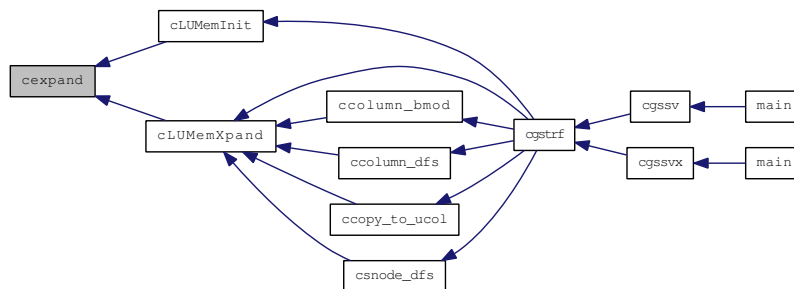 cLUMemInit
cexpand
ccolumn_bmod
cgssv
main
cLUMemXpand
cgstrf
ccolumn_dfs
cgssvx
main
ccopy_to_ucol
csnode_dfs